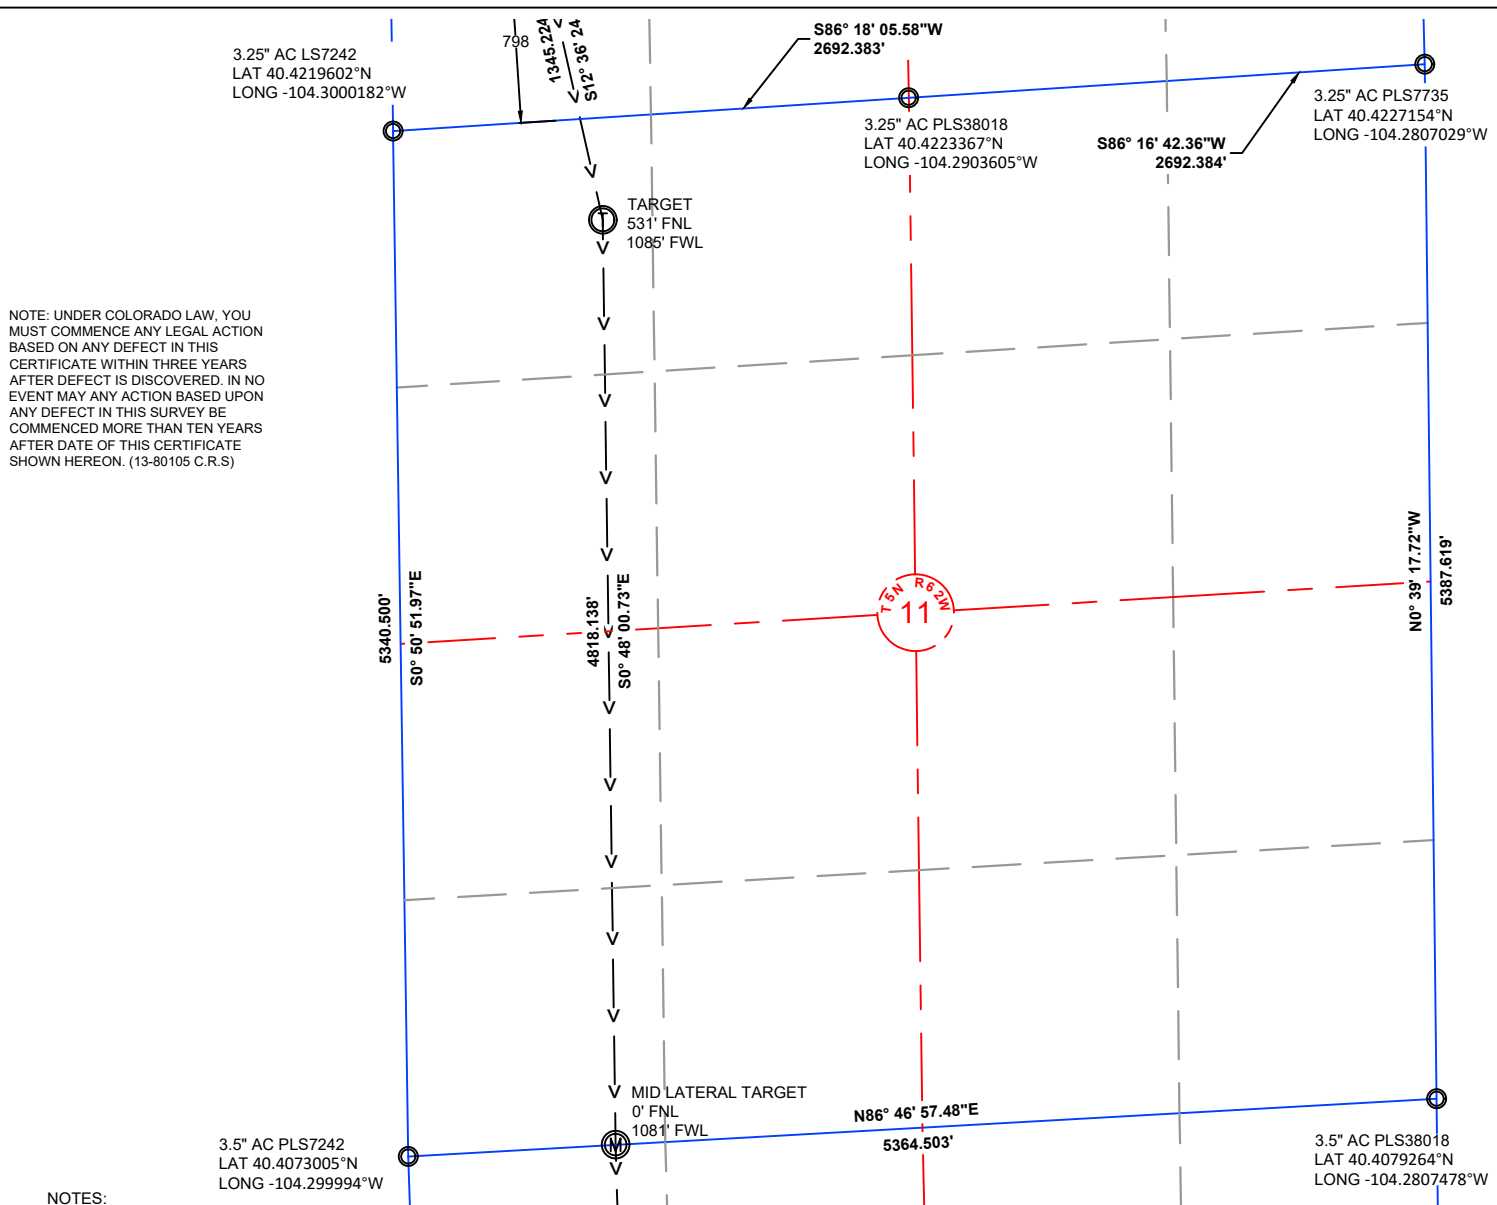 3.25" AC LS7242
LAT 40.4219602°N
LONG -104.3000182°W
798
1345.224
S12° 36' 24
S86° 18' 05.58"W
2692.383'
3.25" AC PLS38018
LAT 40.4223367°N
LONG -104.2903605°W
S86° 16' 42.36"W
2692.384'
3.25" AC PLS7735
LAT 40.4227154°N
LONG -104.2807029°W
T
TARGET
531' FNL
1085' FWL
NOTE: UNDER COLORADO LAW, YOU
MUST COMMENCE ANY LEGAL ACTION
BASED ON ANY DEFECT IN THIS
CERTIFICATE WITHIN THREE YEARS
AFTER DEFECT IS DISCOVERED. IN NO
EVENT MAY ANY ACTION BASED UPON
ANY DEFECT IN THIS SURVEY BE
COMMENCED MORE THAN TEN YEARS
AFTER DATE OF THIS CERTIFICATE
SHOWN HEREON. (13-80105 C.R.S)
5340.500'
S0° 50' 51.97"E
4818.138'
S0° 48' 00.73"E
T5N R62W
11
N0° 39' 17.72"W
5387.619'
MID LATERAL TARGET
0' FNL
1081' FWL
M
N86° 46' 57.48"E
5364.503'
3.5" AC PLS7242
LAT 40.4073005°N
LONG -104.299994°W
3.5" AC PLS38018
LAT 40.4079264°N
LONG -104.2807478°W
NOTES: